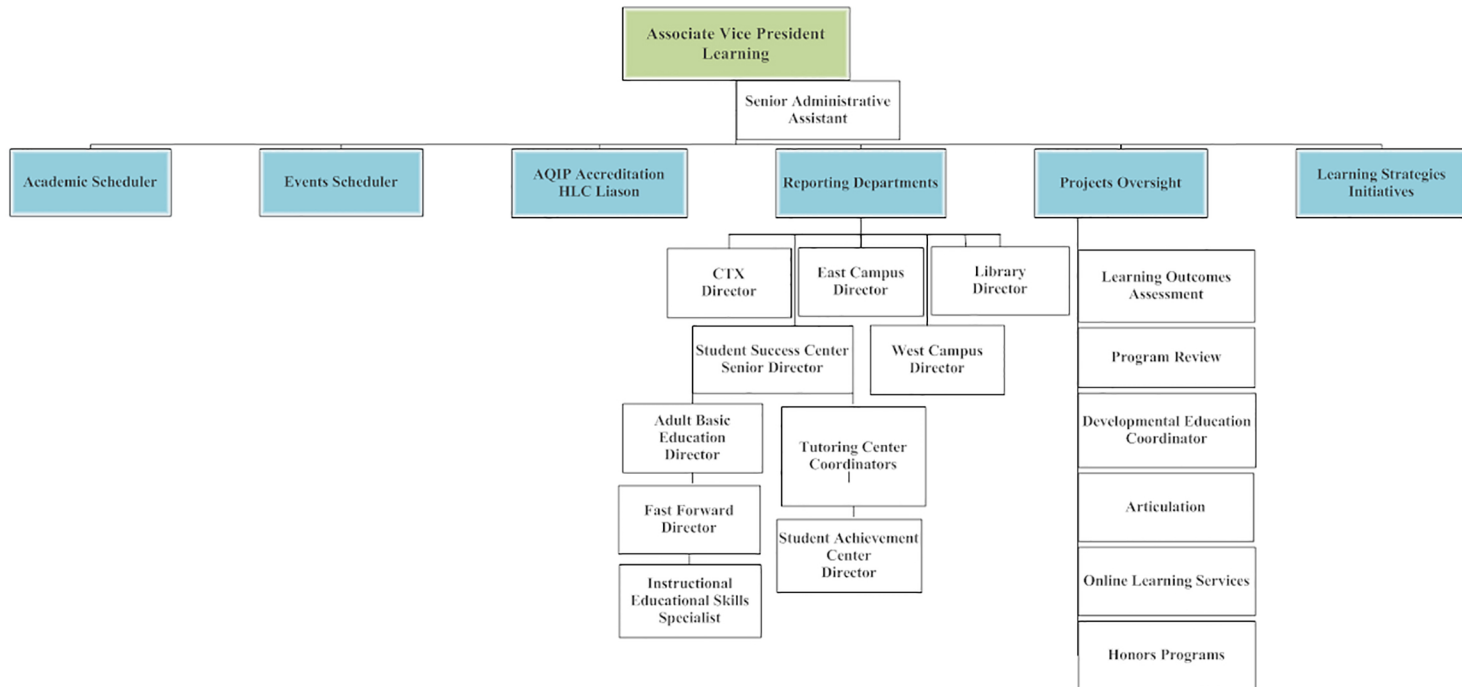 Associate Vice President
Learning
Senior Administrative
Assistant
Academic Scheduler
Events Scheduler
AQIP Accreditation
HLC Liason
Reporting Departments
Projects Oversight
Learning Strategies
Initiatives
CTX
Director
East Campus
Director
Library
Director
Student Success Center
Senior Director
West Campus
Director
Adult Basic
Education
Director
Tutoring Center
Coordinators
Fast Forward
Director
Student Achievement
Center
Director
Instructional
Educational Skills
Specialist
Learning Outcomes
Assessment
Program Review
Developmental Education
Coordinator
Articulation
Online Learning Services
Honors Programs